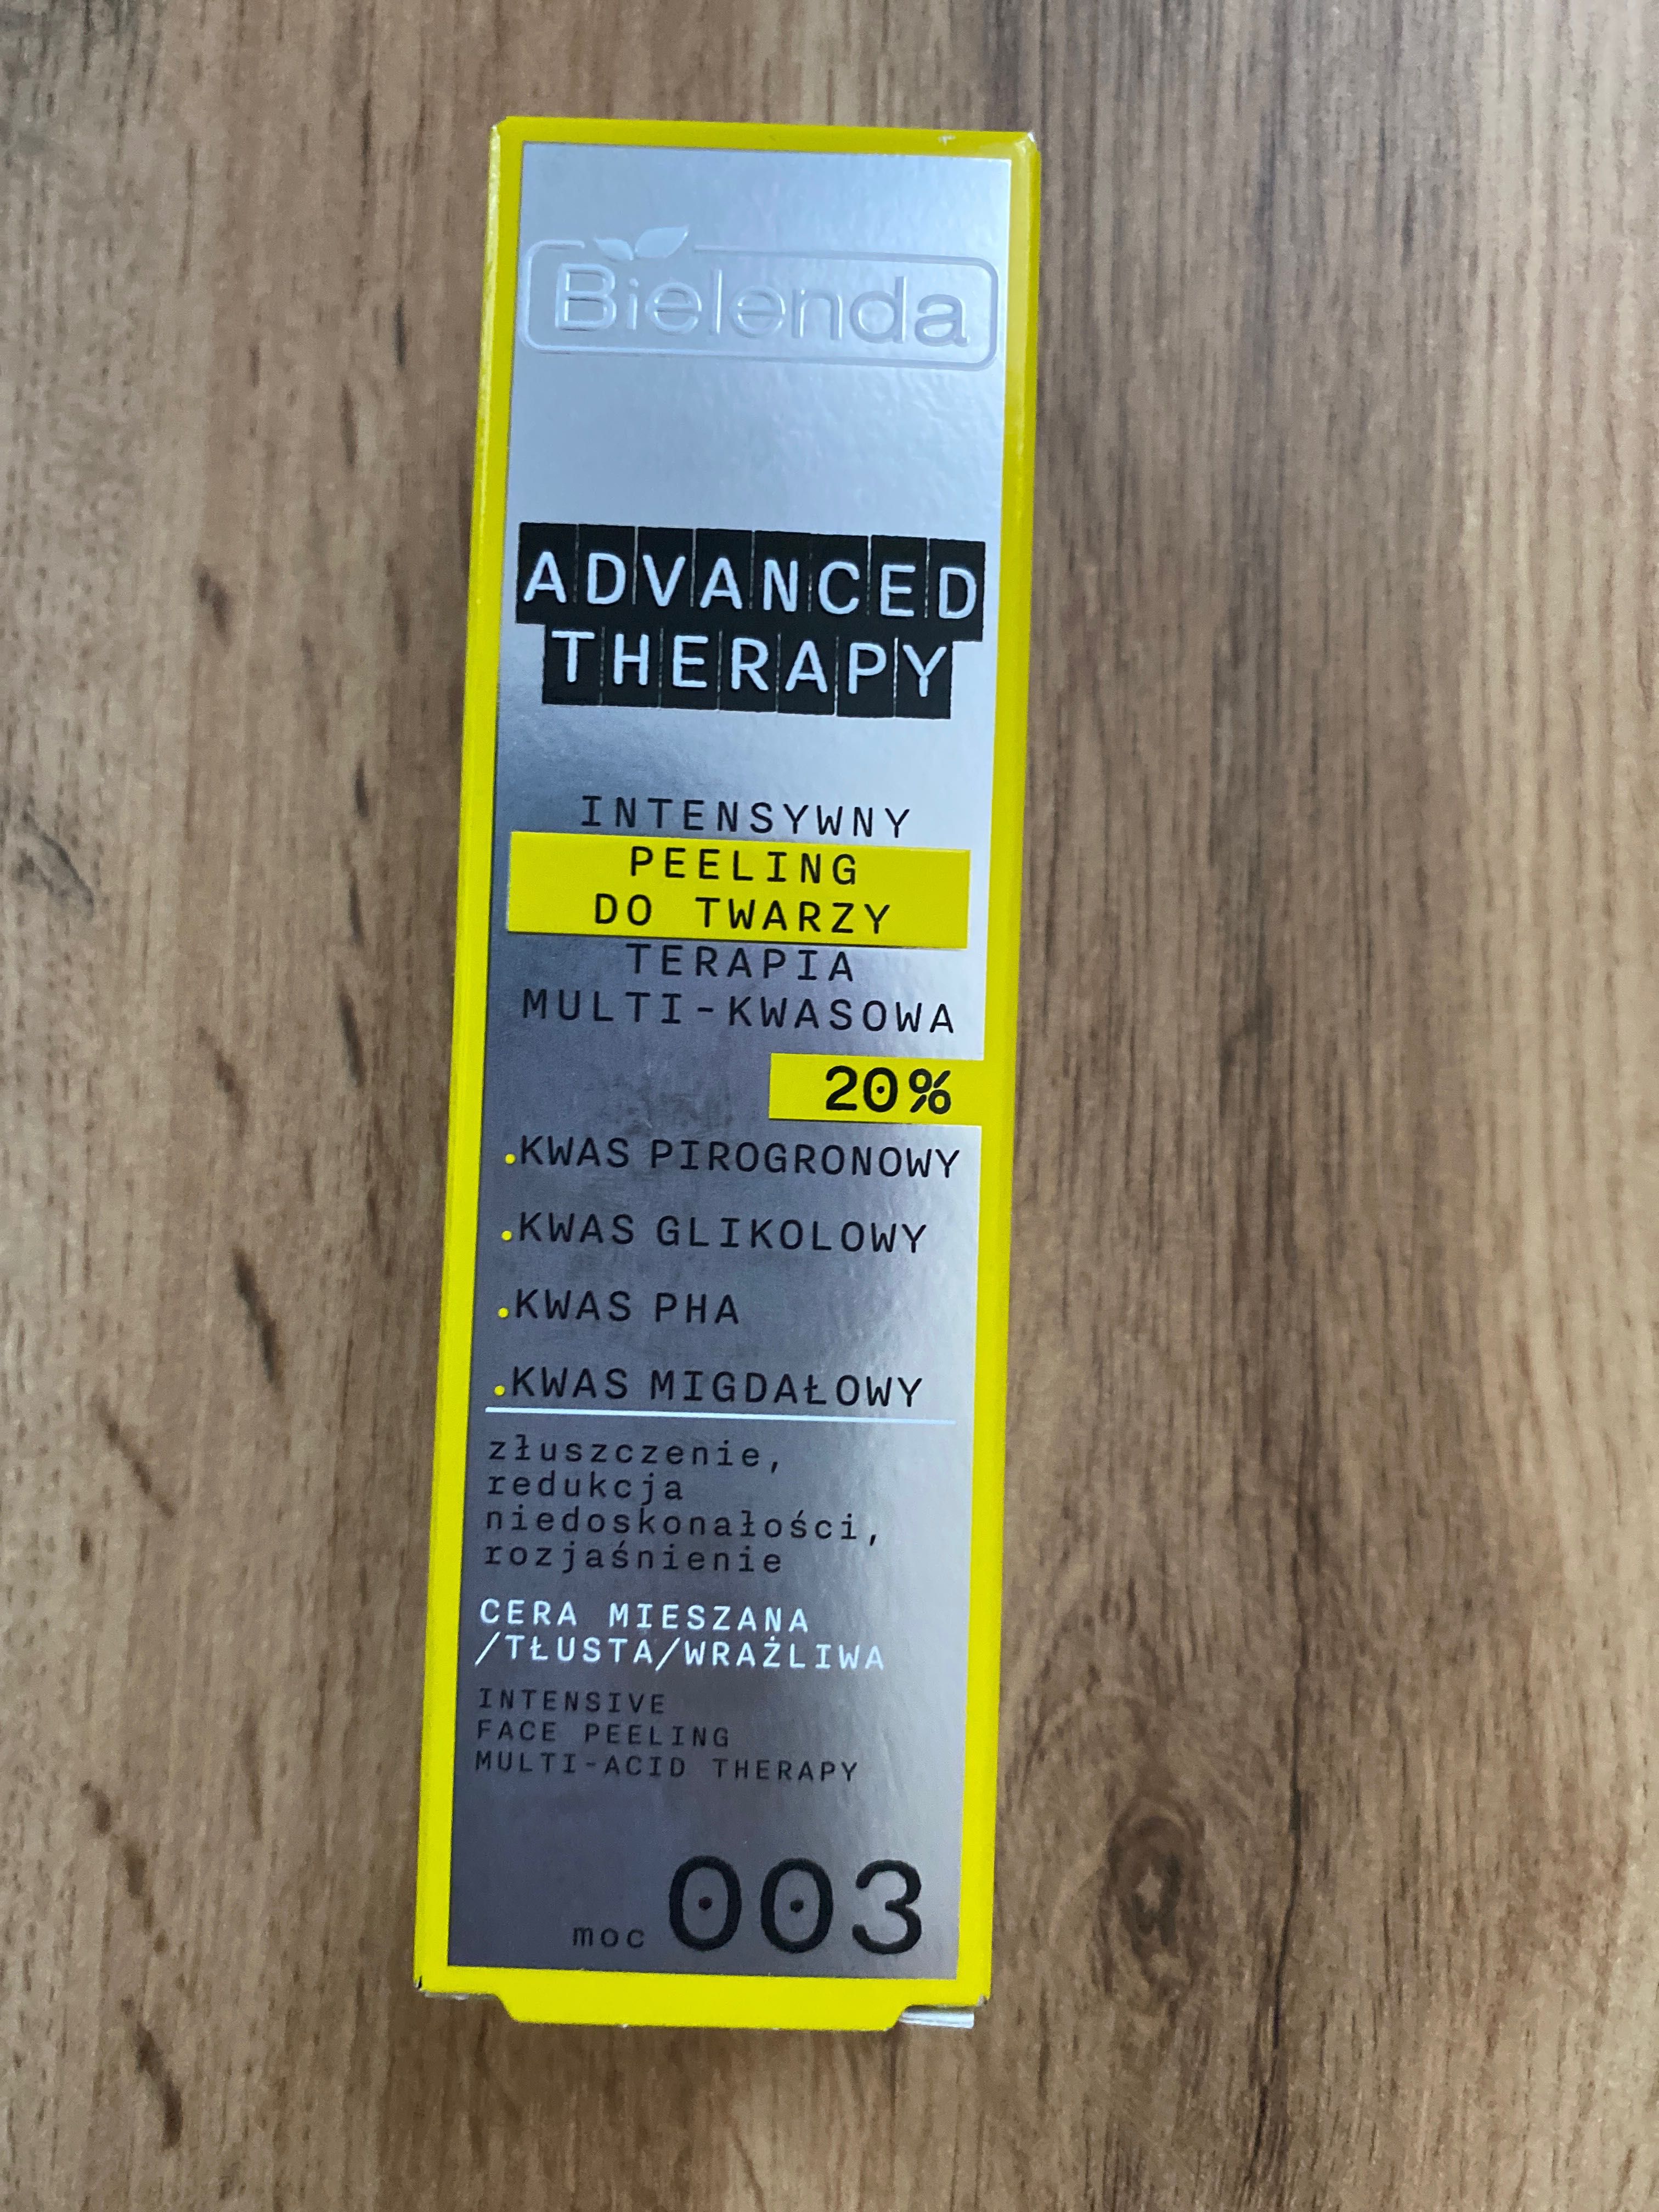 Bielenda
ADVANCED
THERAPY
INTENSYWNY
PEELING
DO TWARZY
TERAPIA
MULTI-KWASOWA
20%
.KWAS PIROGRONOWY
.KWAS GLIKOLOWY
.KWAS PHA
.KWAS MIGDAŁOWY
złuszczenie,
redukcja
niedoskonałości,
rozjaśnienie
CERA MIESZANA
/TŁUSTA/WRAŻLIWA
INTENSIVE
FACE PEELING
MULTI-ACID THERAPY
moc 003